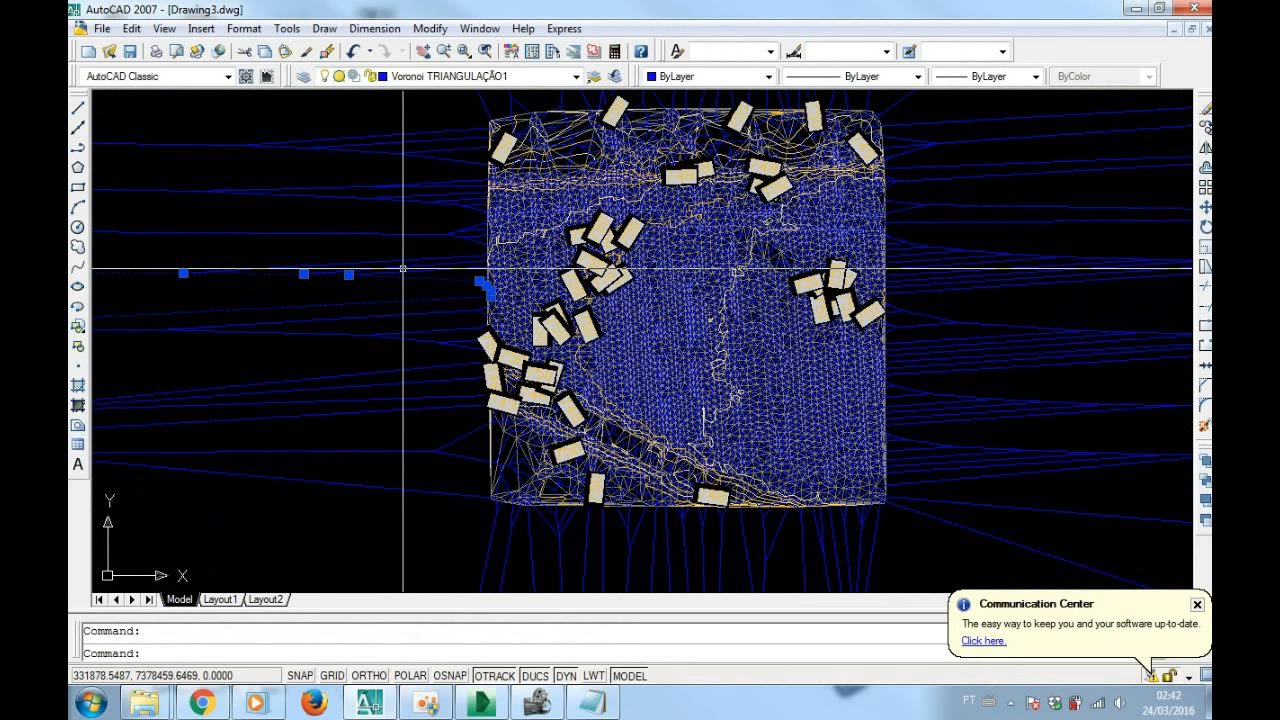 AutoCAD 2007 - [Drawing3.dwg]
File Edit View Insert Format Tools Draw Dimension Modify Window Help Express
AutoCAD Classic
Voronoi TRIANGULAÇÃO1
ByLayer
ByLayer
ByLayer
ByColor
Y
X
Model Layout1 Layout2
Command:
Command:
Communication Center
The easy way to keep you and your software up-to-date.
Click here.
331878.5487, 7378459.6469, 0.0000
SNAP GRID ORTHO POLAR OSNAP OTRACK DUCS DYN LWT MODEL
PT
02:42
24/03/2016